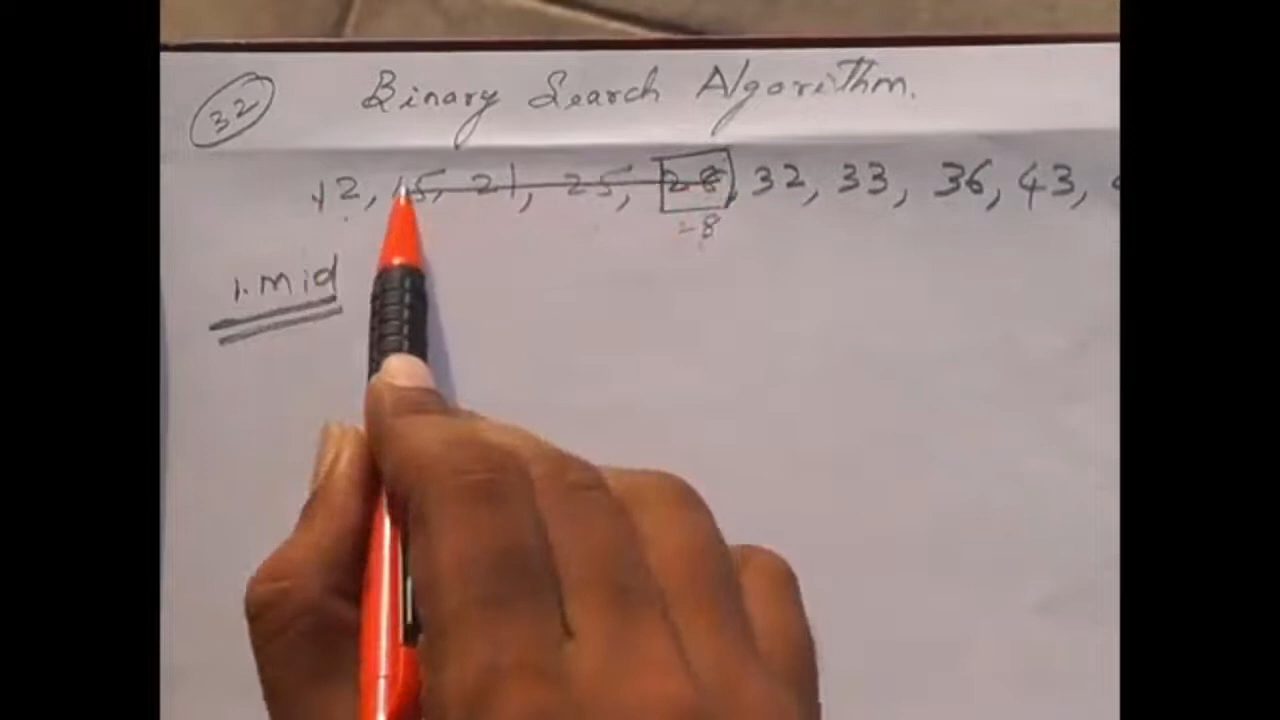 32
Binary Search Algorithm.
12, 15, 21, 25, 28, 32, 33, 36, 43,
28
1. mid